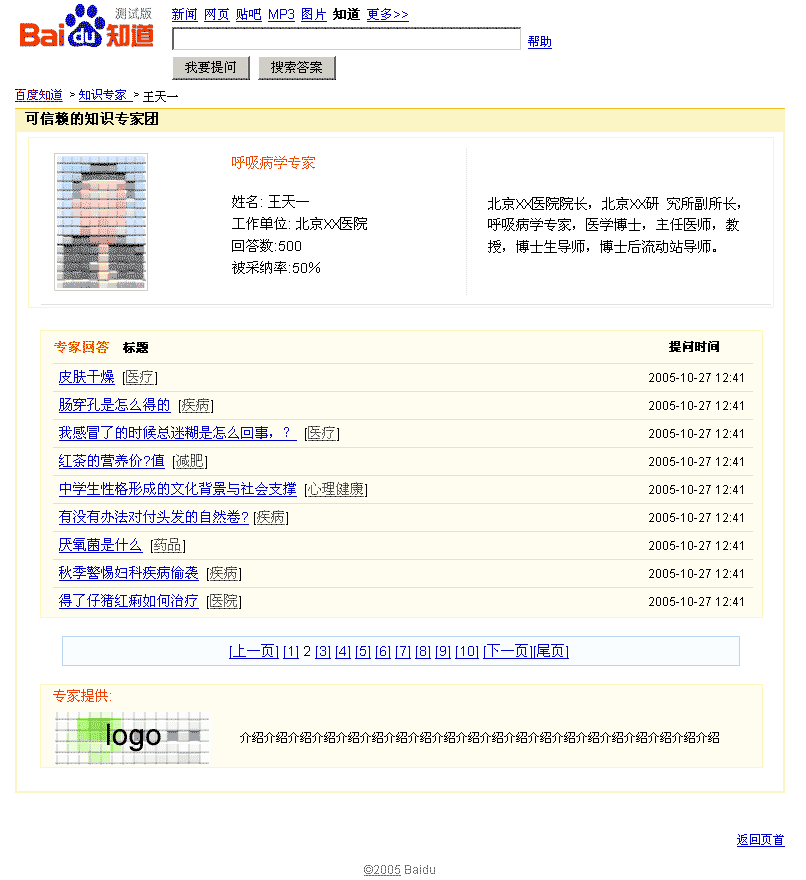 Baidu知道 测试版
新闻 网页 贴吧 MP3 图片 知道 更多>>
帮助
我要提问 搜索答案
百度知道 > 知识专家 > 王天一
可信赖的知识专家团
呼吸病学专家
姓名: 王天一
工作单位: 北京XX医院
回答数:500
被采纳率:50%
北京XX医院院长，北京XX研 究所副所长，
呼吸病学专家，医学博士，主任医师，教
授，博士生导师，博士后流动站导师。
专家回答 标题 提问时间
皮肤干燥 [医疗] 2005-10-27 12:41
肠穿孔是怎么得的 [疾病] 2005-10-27 12:41
我感冒了的时候总迷糊是怎么回事，？ [医疗] 2005-10-27 12:41
红茶的营养价?值 [减肥] 2005-10-27 12:41
中学生性格形成的文化背景与社会支撑 [心理健康] 2005-10-27 12:41
有没有办法对付头发的自然卷? [疾病] 2005-10-27 12:41
厌氧菌是什么 [药品] 2005-10-27 12:41
秋季警惕妇科疾病偷袭 [疾病] 2005-10-27 12:41
得了仔猪红痢如何治疗 [医院] 2005-10-27 12:41
[上一页] [1] 2 [3] [4] [5] [6] [7] [8] [9] [10] [下一页][尾页]
专家提供:
logo
介绍介绍介绍介绍介绍介绍介绍介绍介绍介绍介绍介绍介绍介绍介绍介绍介绍介绍介绍介绍
返回页首
©2005 Baidu